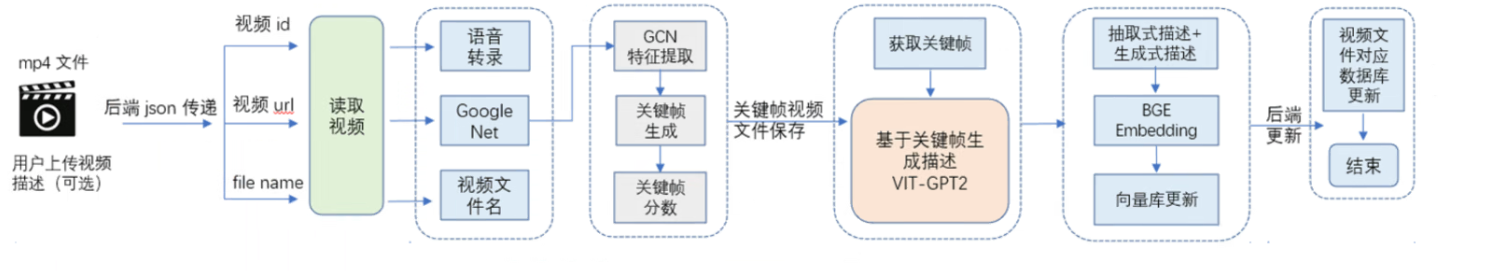 mp4 文件
用户上传视频
描述（可选）
后端 json 传递
视频 id
视频 url
file name
读取
视频
语音
转录
Google
Net
视频文
件名
GCN
特征提取
关键帧
生成
关键帧
分数
关键帧视频
文件保存
获取关键帧
基于关键帧生
成描述
VIT-GPT2
抽取式描述+
生成式描述
BGE
Embedding
向量库更新
后端
更新
视频文
件对应
数据库
更新
结束